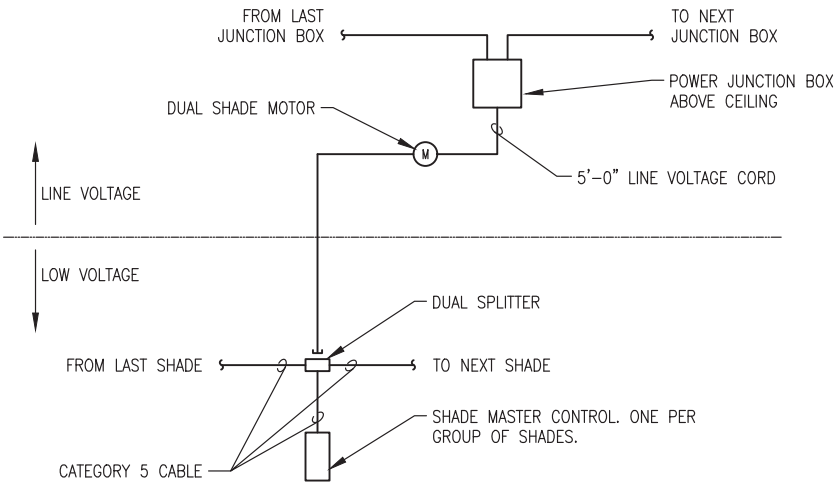 FROM LAST
JUNCTION BOX
TO NEXT
JUNCTION BOX
POWER JUNCTION BOX
ABOVE CEILING
DUAL SHADE MOTOR
M
5'-0" LINE VOLTAGE CORD
LINE VOLTAGE
LOW VOLTAGE
DUAL SPLITTER
FROM LAST SHADE
TO NEXT SHADE
SHADE MASTER CONTROL. ONE PER
GROUP OF SHADES.
CATEGORY 5 CABLE